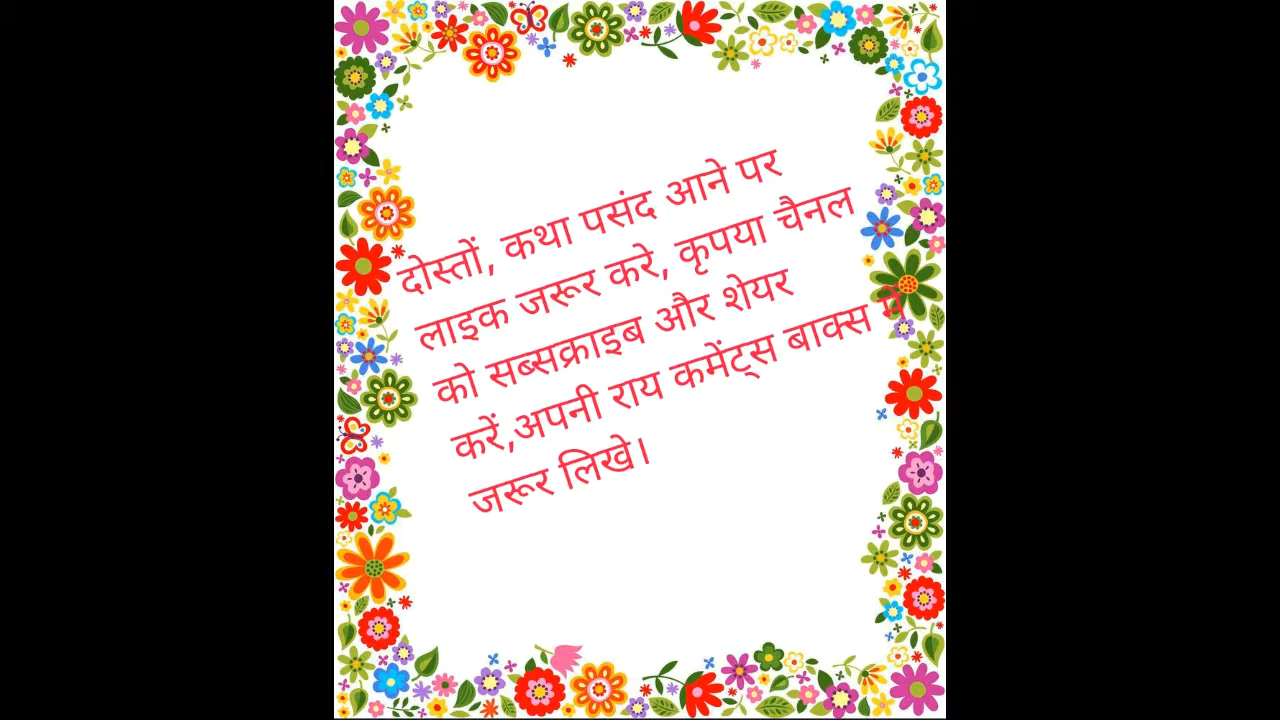 दोस्तों, कथा पसंद आने पर
लाइक जरूर करे, कृपया चैनल
को सब्सक्राइब और शेयर
करें,अपनी राय कमेंट्स बाक्स में
जरूर लिखे।